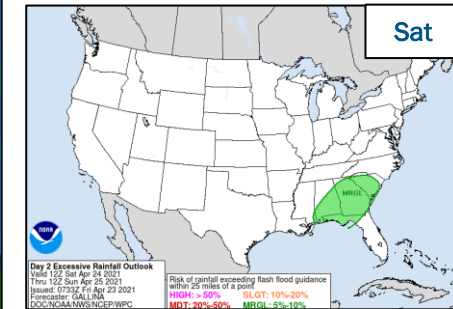 Sat
MRGL
NOAA
Day 2 Excessive Rainfall Outlook
Valid 12Z Sat Apr 24 2021
Thru 12Z Sun Apr 25 2021
Issued: 0733Z Fri Apr 23 2021
Forecaster: GALLINA
DOC/NOAA/NWS/NCEP/WPC
Risk of rainfall exceeding flash flood guidance
within 25 miles of a point
HIGH: > 50% SLGT: 10%-20%
MDT: 20%-50% MRGL: 5%-10%